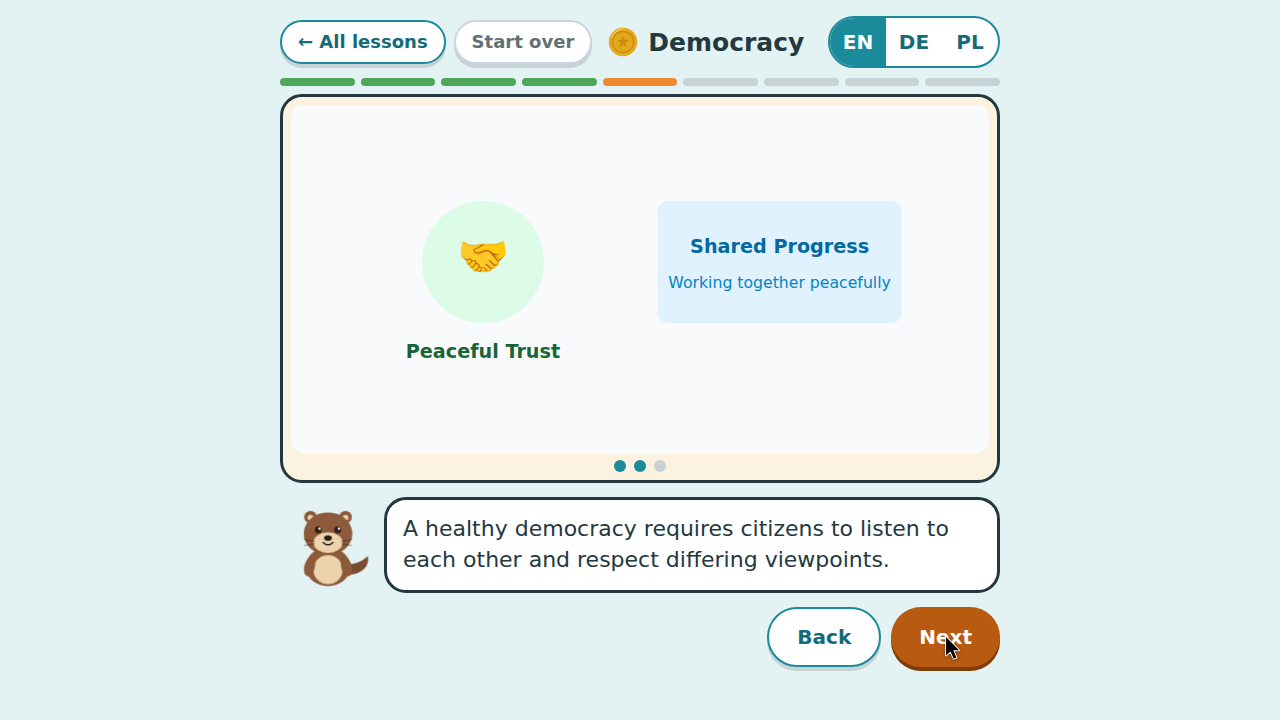 ← All lessons
Start over
Democracy
EN
DE
PL
Shared Progress
Working together peacefully
Peaceful Trust
A healthy democracy requires citizens to listen to
each other and respect differing viewpoints.
Back
Next